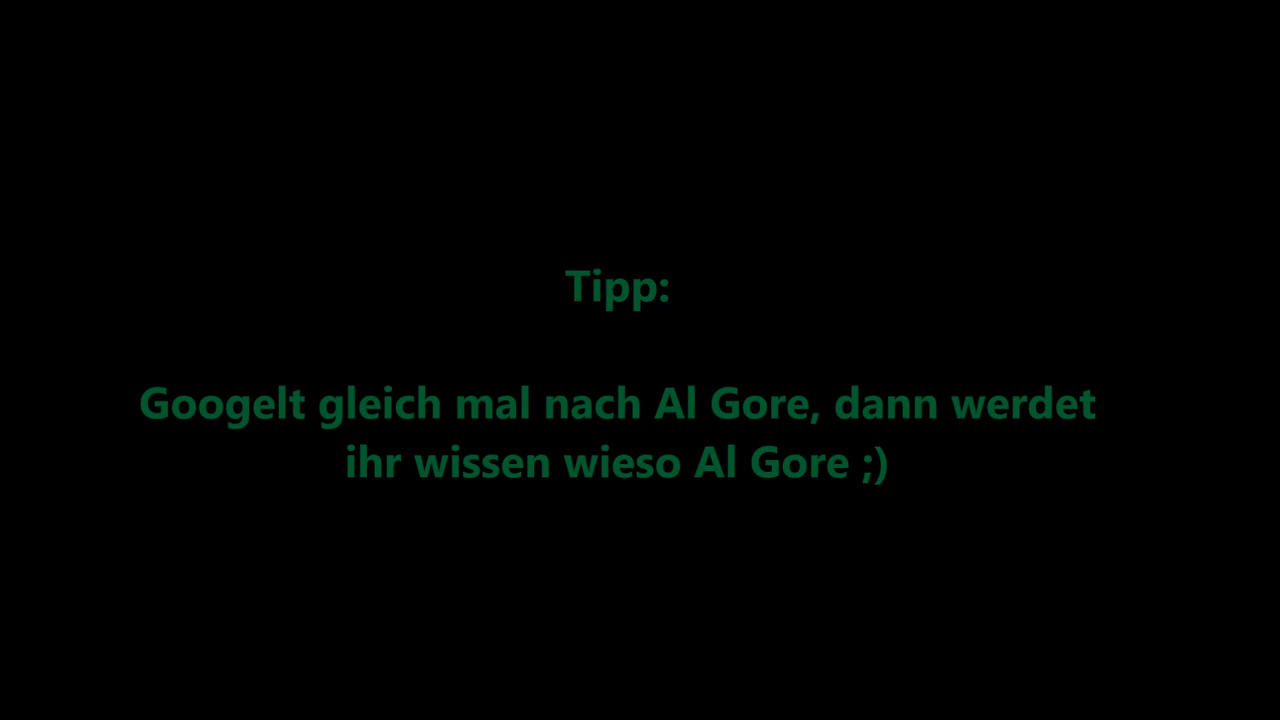 Tipp:
Googelt gleich mal nach Al Gore, dann werdet
ihr wissen wieso Al Gore ;)